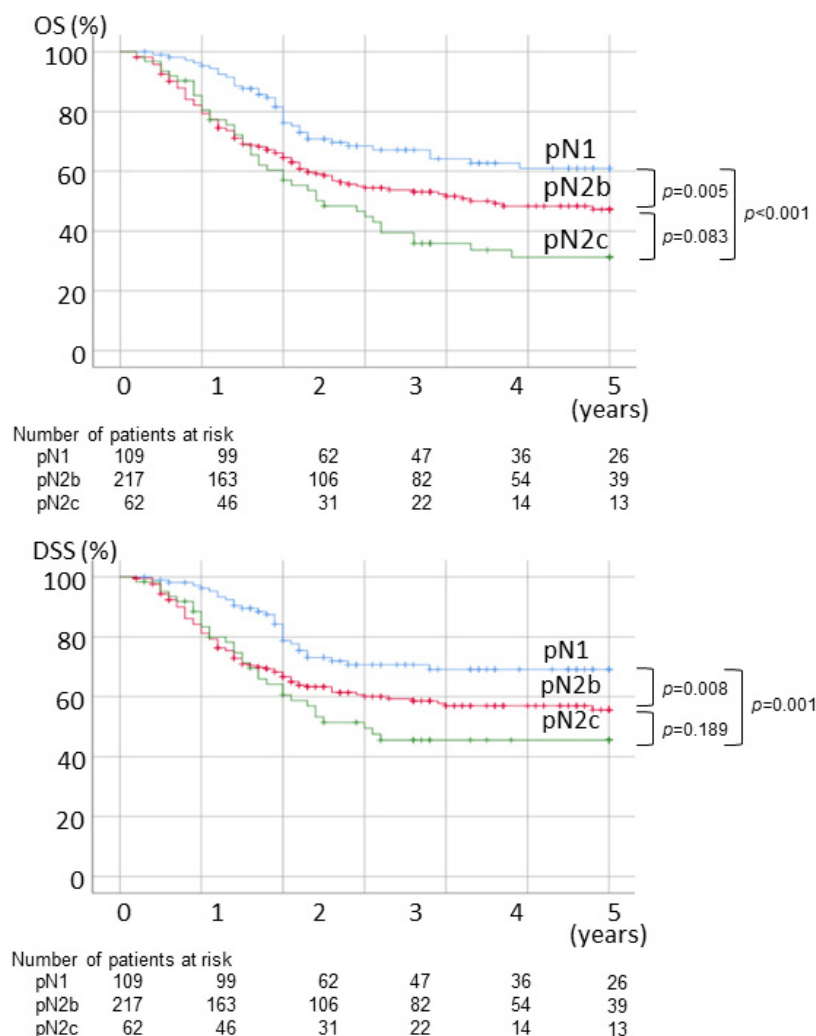 OS (%)
100
80
60
40
20
0
pN1
pN2b
pN2c
p=0.005
p=0.083
p<0.001
0 1 2 3 4 5
(years)
Number of patients at risk
pN1 109 99 62 47 36 26
pN2b 217 163 106 82 54 39
pN2c 62 46 31 22 14 13
DSS (%)
100
80
60
40
20
0
pN1
pN2b
pN2c
p=0.008
p=0.189
p=0.001
0 1 2 3 4 5
(years)
Number of patients at risk
pN1 109 99 62 47 36 26
pN2b 217 163 106 82 54 39
pN2c 62 46 31 22 14 13